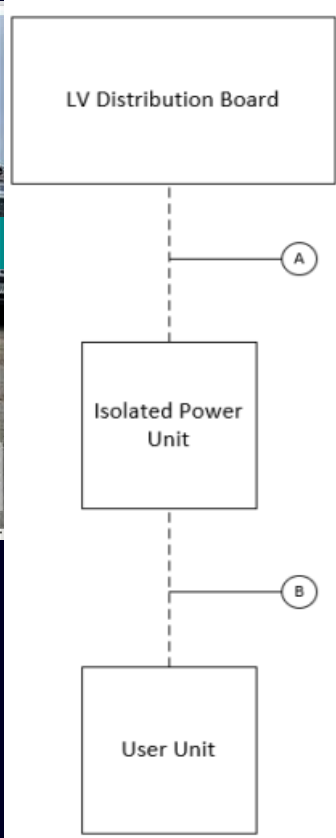 LV Distribution Board
A
Isolated Power
Unit
B
User Unit